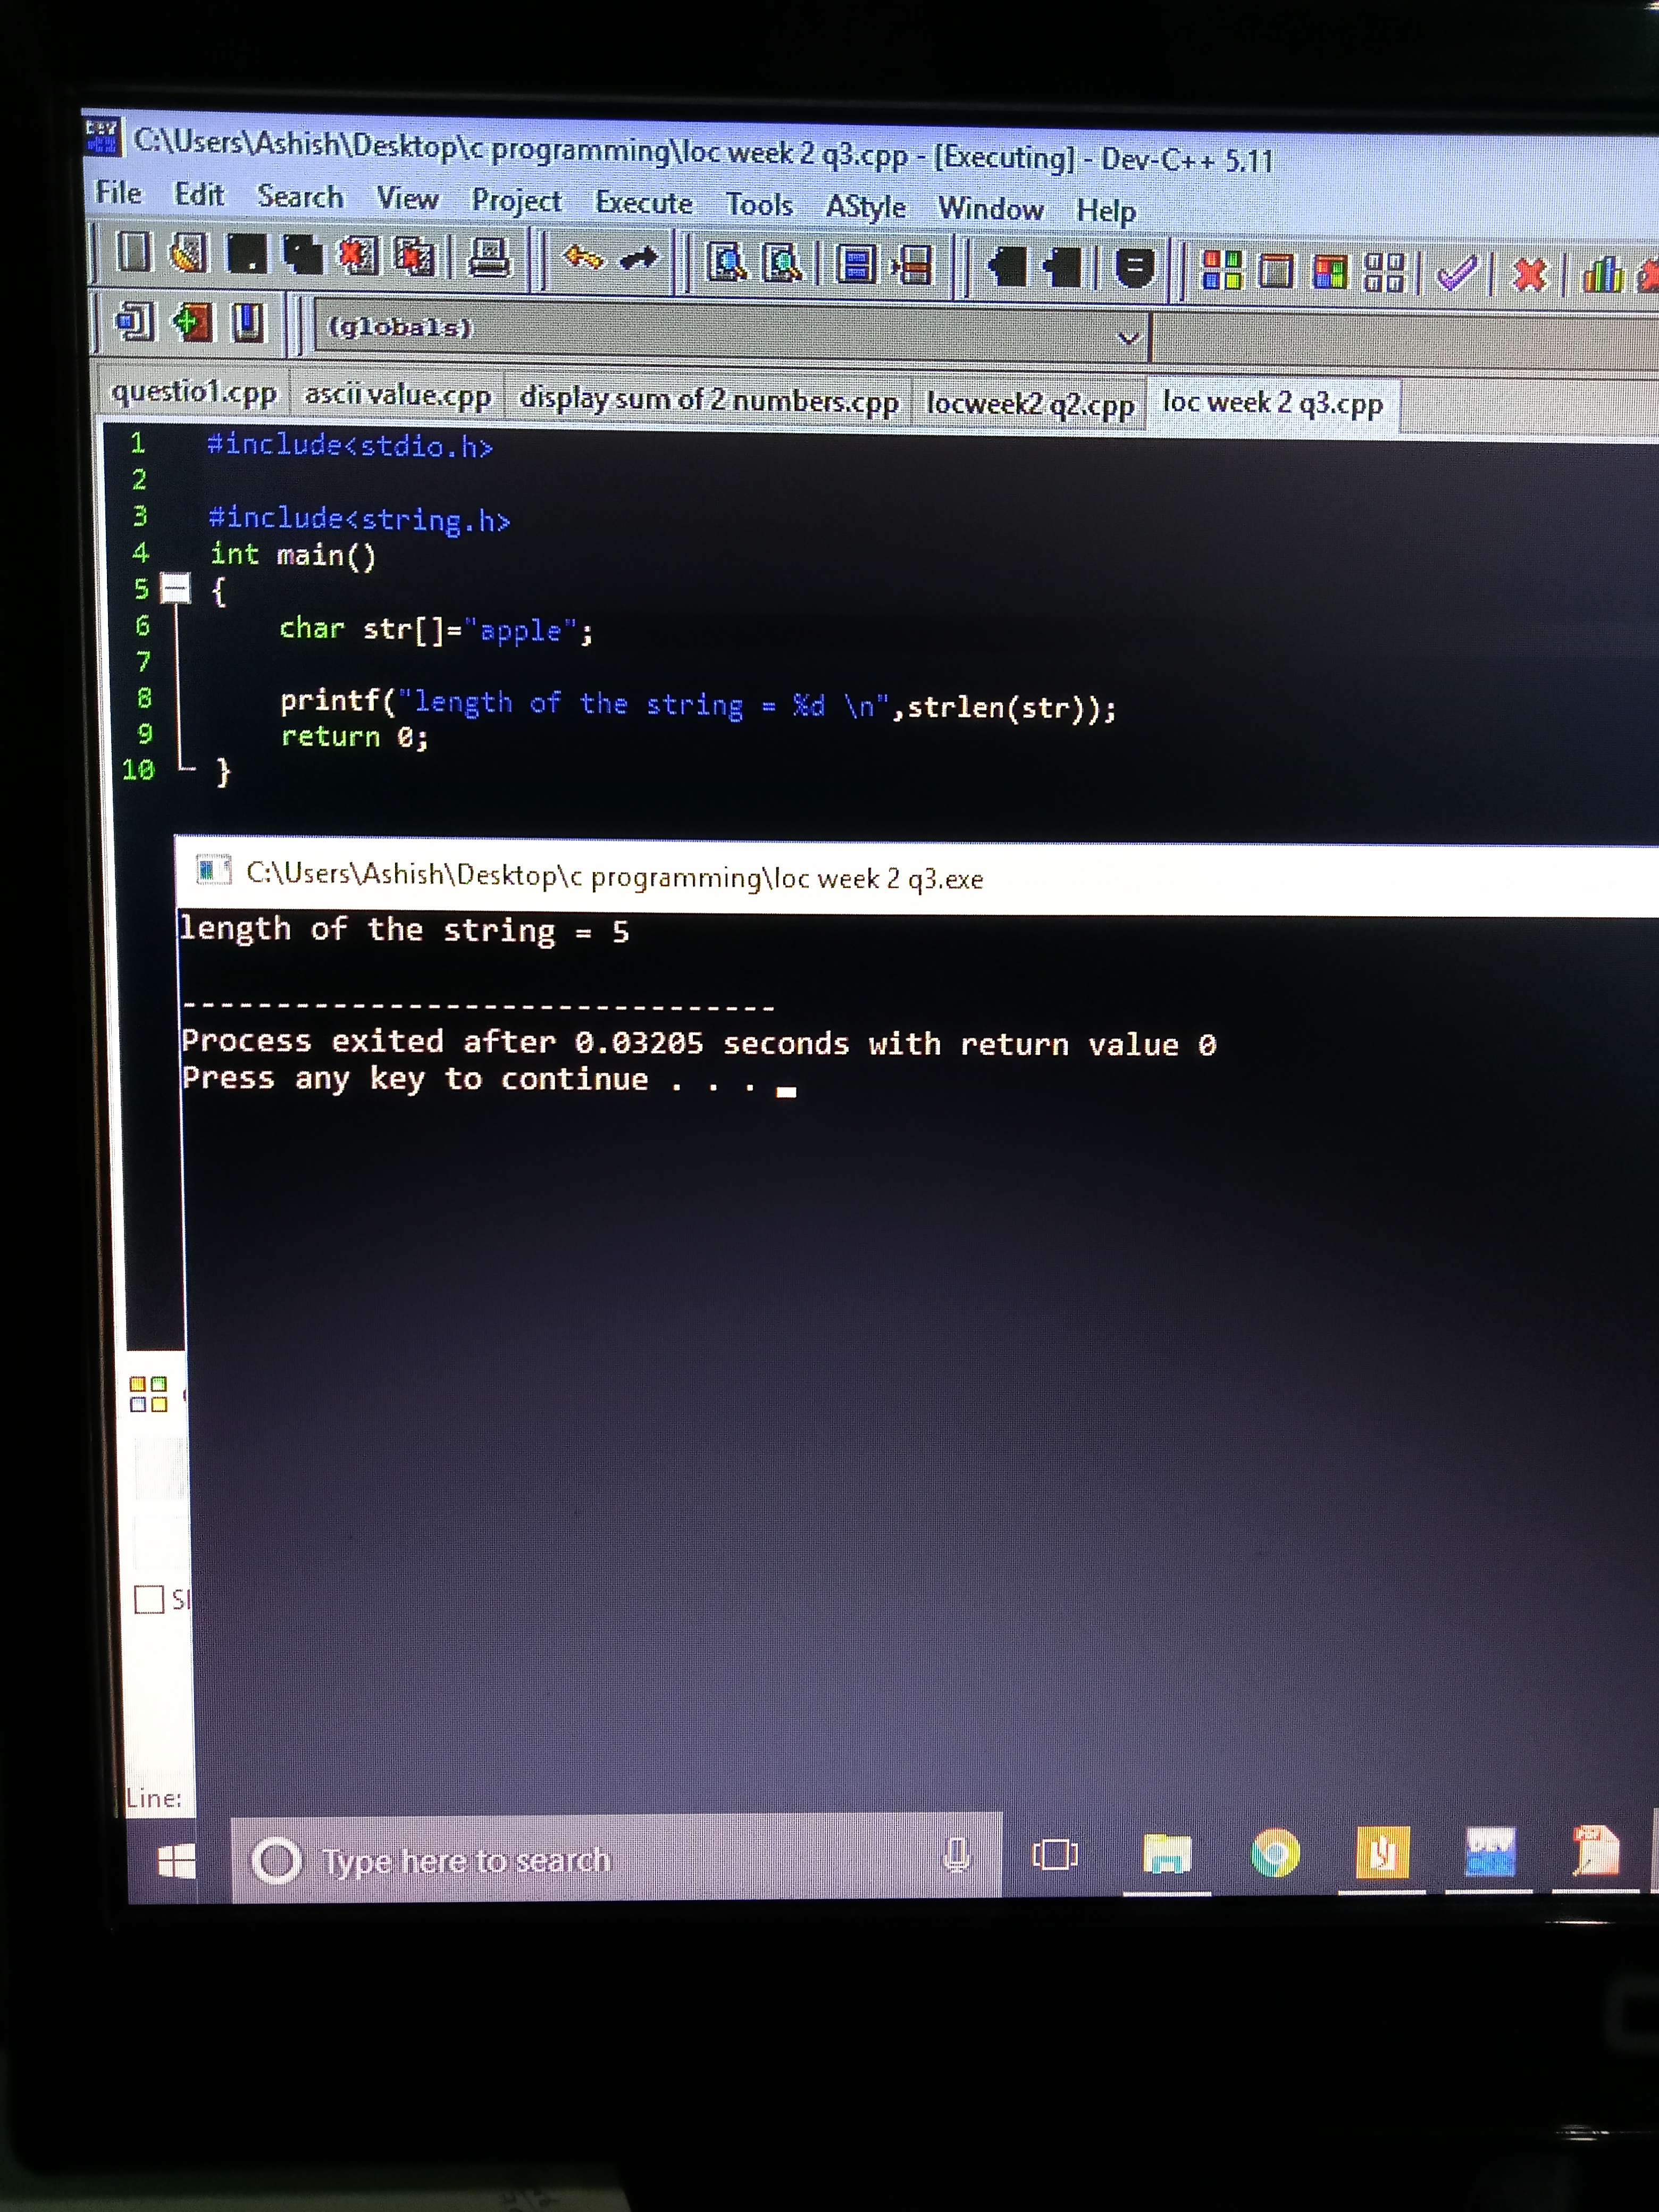 C:\Users\Ashish\Desktop\c programming\loc week 2 q3.cpp - [Executing] - Dev-C++ 5.11
File Edit Search View Project Execute Tools AStyle Window Help
(globals)
questio1.cpp ascii value.cpp display sum of 2 numbers.cpp locweek2 q2.cpp loc week 2 q3.cpp
1 #include<stdio.h>
2
3 #include<string.h>
4 int main()
5 {
6 char str[]="apple";
7
8 printf("length of the string = %d \n",strlen(str));
9 return 0;
10 }
C:\Users\Ashish\Desktop\c programming\loc week 2 q3.exe
length of the string = 5
--------------------------------
Process exited after 0.03205 seconds with return value 0
Press any key to continue . . .
Line:
Type here to search
DEV
PDF